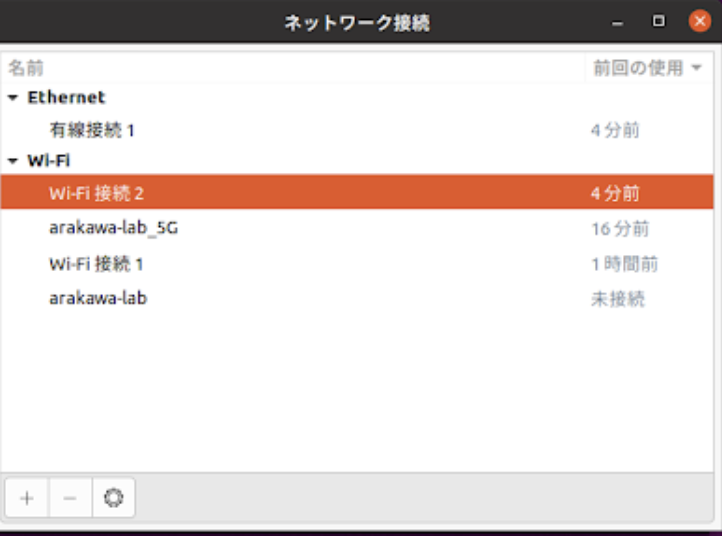 ネットワーク接続
名前 前回の使用
Ethernet
有線接続 1 4 分前
Wi-Fi
Wi-Fi 接続 2 4 分前
arakawa-lab_5G 16 分前
Wi-Fi 接続 1 1 時間前
arakawa-lab 未接続